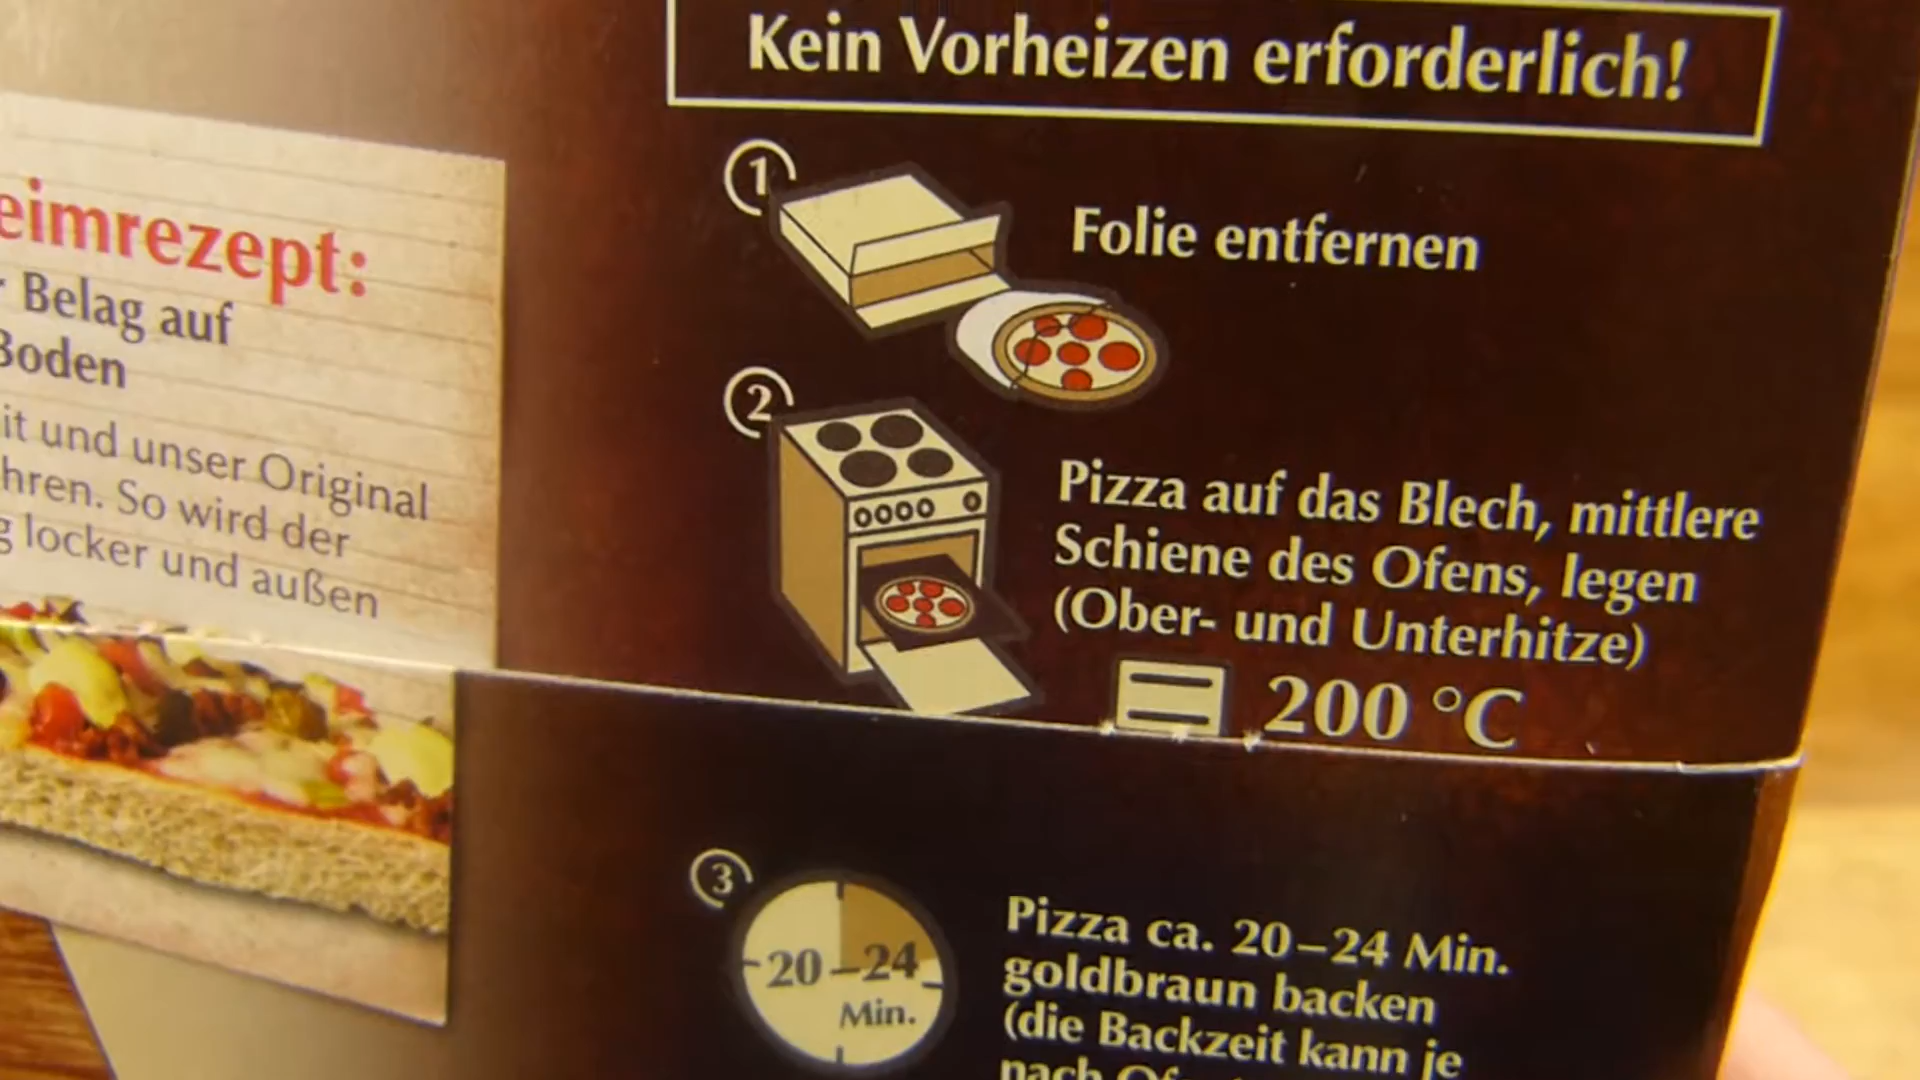 Kein Vorheizen erforderlich!
eimrezept:
Belag auf
Boden
it und unser Original
hren. So wird der
g locker und außen
1
Folie entfernen
2
Pizza auf das Blech, mittlere
Schiene des Ofens, legen
(Ober- und Unterhitze)
200 °C
3
20–24
Min.
Pizza ca. 20–24 Min.
goldbraun backen
(die Backzeit kann je
nach